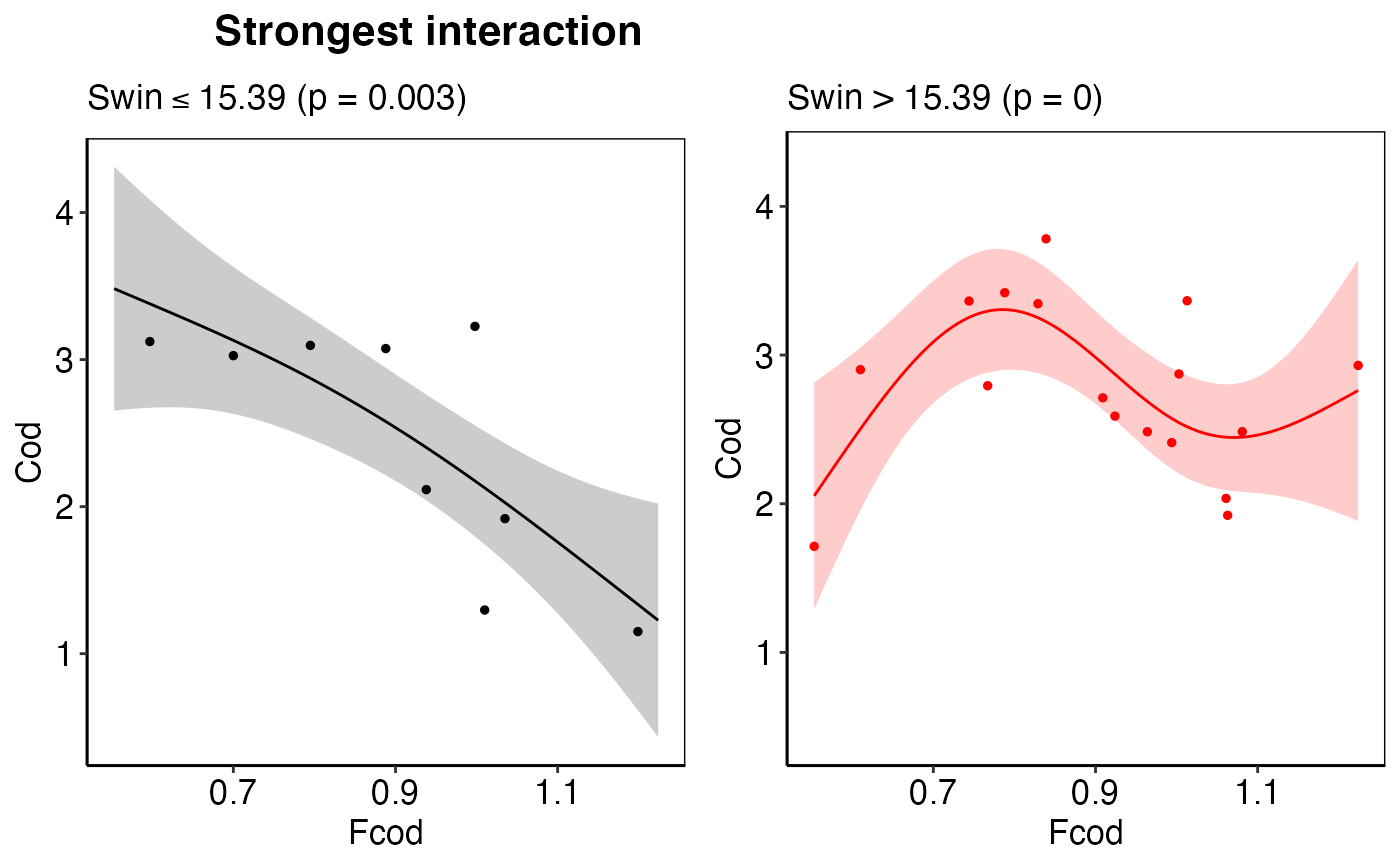 Strongest interaction
Swin ≤ 15.39 (p = 0.003)
4
3
2
1
Cod
0.7 0.9 1.1
Fcod
Swin > 15.39 (p = 0)
4
3
2
1
Cod
0.7 0.9 1.1
Fcod